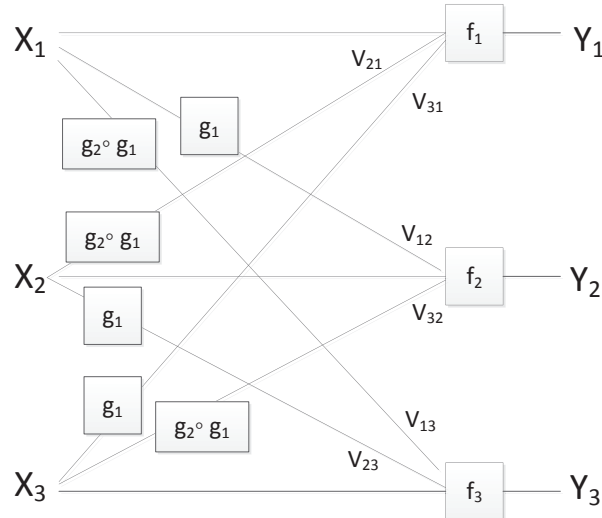 X₁ f₁ Y₁
V₂₁
V₃₁
g₁
g₂∘ g₁
g₂∘ g₁
V₁₂
X₂ f₂ Y₂
g₁
V₃₂
g₁
g₂∘ g₁
V₁₃
V₂₃
X₃ f₃ Y₃